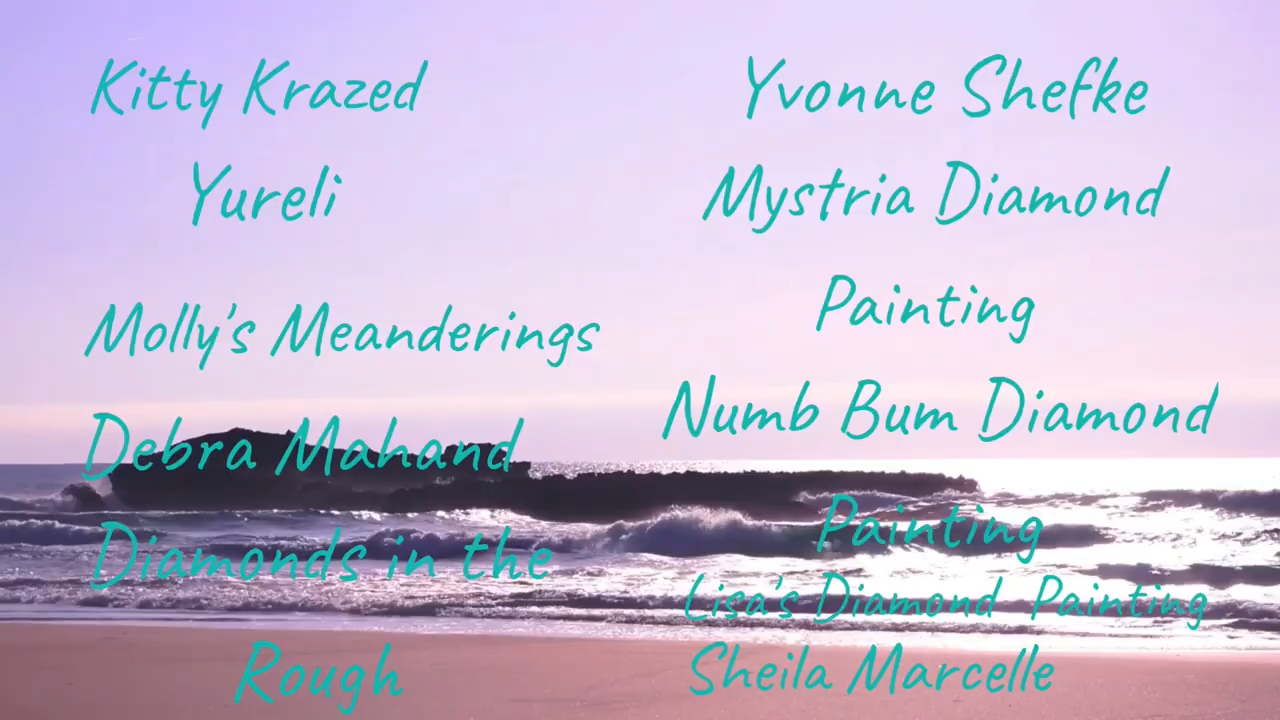 Kitty Krazed
Yureli
Molly's Meanderings
Debra Mahand
Diamonds in the
Rough
Yvonne Shefke
Mystria Diamond
Painting
Numb Bum Diamond
Painting
Lisa's Diamond Painting
Sheila Marcelle